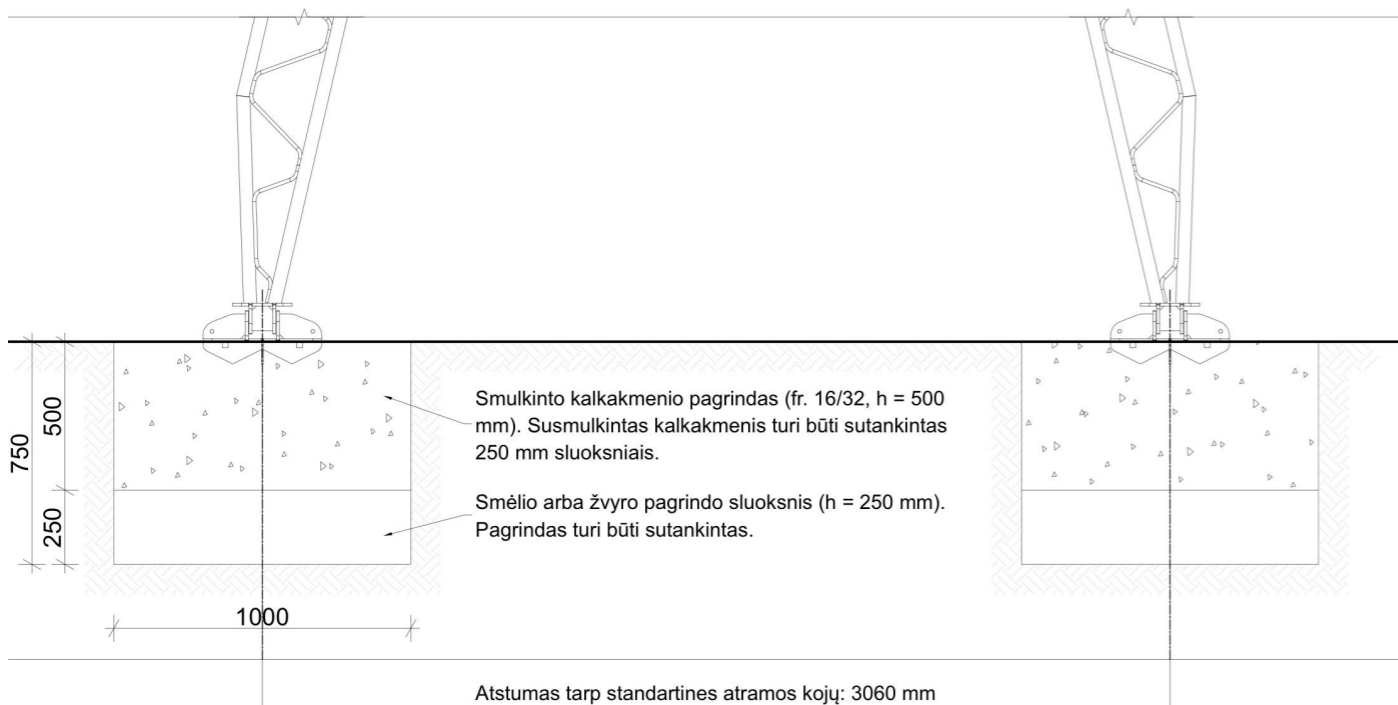 Smulkinto kalkakmenio pagrindas (fr. 16/32, h = 500
mm). Susmulkintas kalkakmenis turi būti sutankintas
250 mm sluoksniais.
Smėlio arba žvyro pagrindo sluoksnis (h = 250 mm).
Pagrindas turi būti sutankintas.
750
500
250
1000
Atstumas tarp standartines atramos kojų: 3060 mm